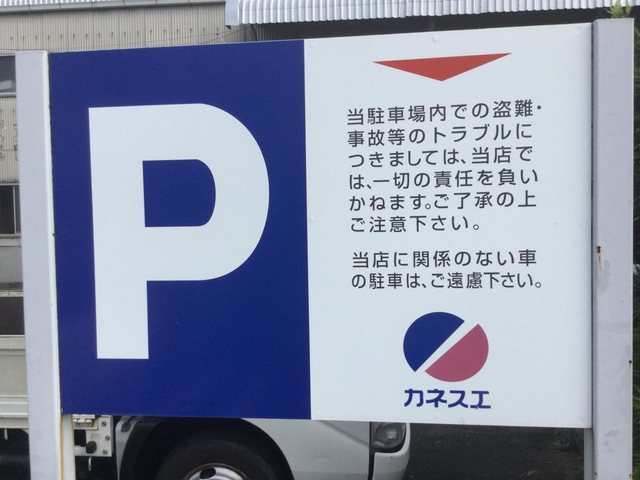 P
当駐車場内での盗難・
事故等のトラブルに
つきましては、当店で
は、一切の責任を負い
かねます。ご了承の上
ご注意下さい。
当店に関係のない車
の駐車は、ご遠慮下さい。
カネスエ